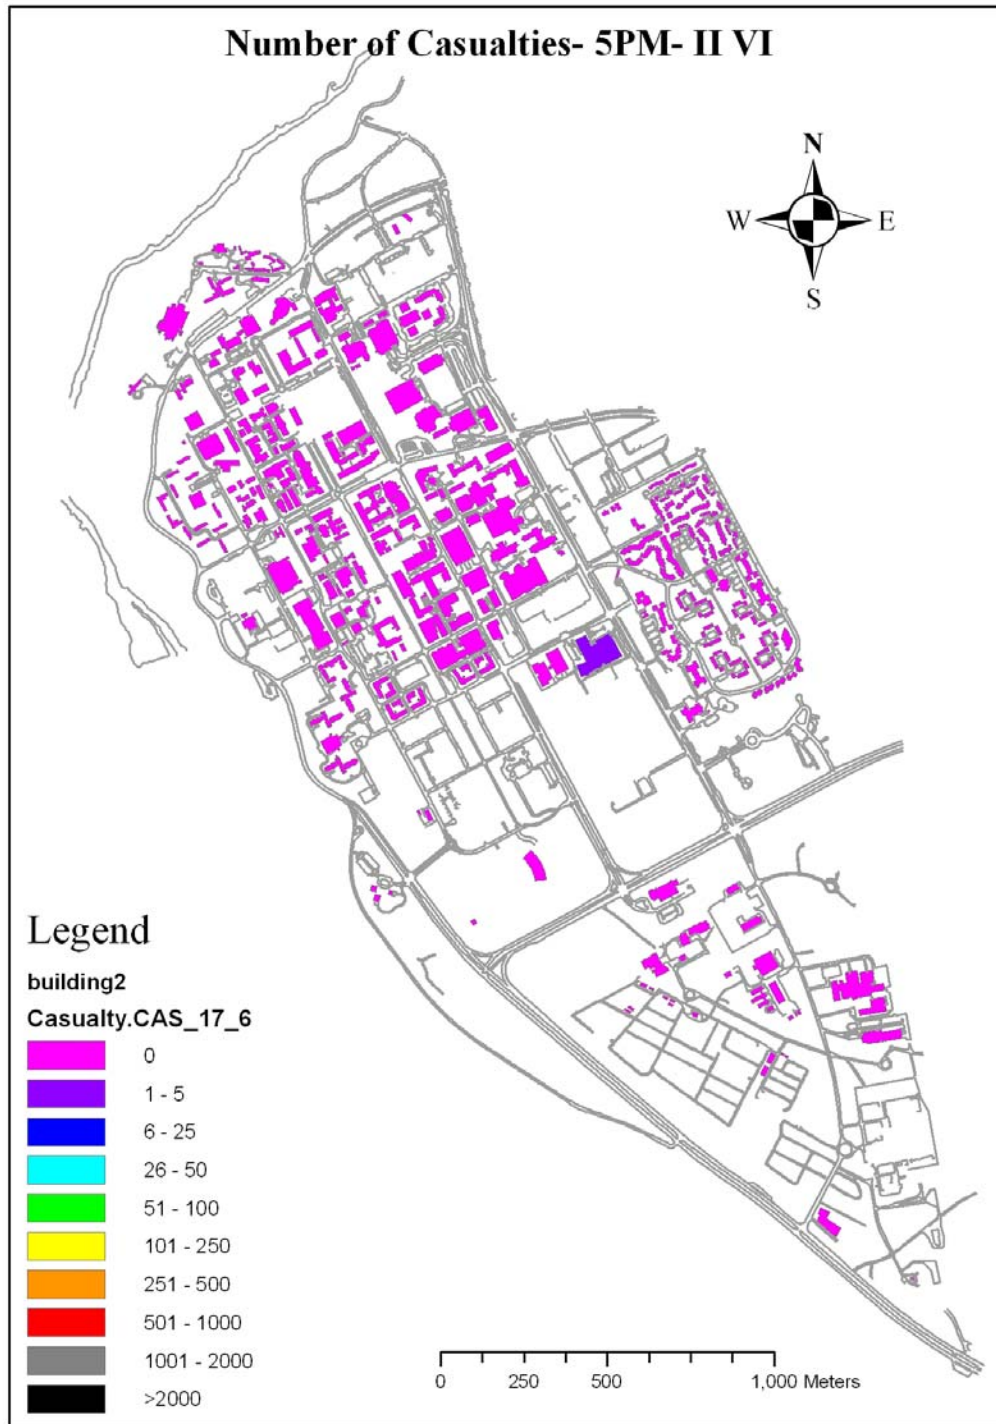 Number of Casualties- 5PM- II VI
N
W E
S
Legend
building2
Casualty.CAS_17_6
0
1 - 5
6 - 25
26 - 50
51 - 100
101 - 250
251 - 500
501 - 1000
1001 - 2000
>2000
0 250 500 1,000 Meters